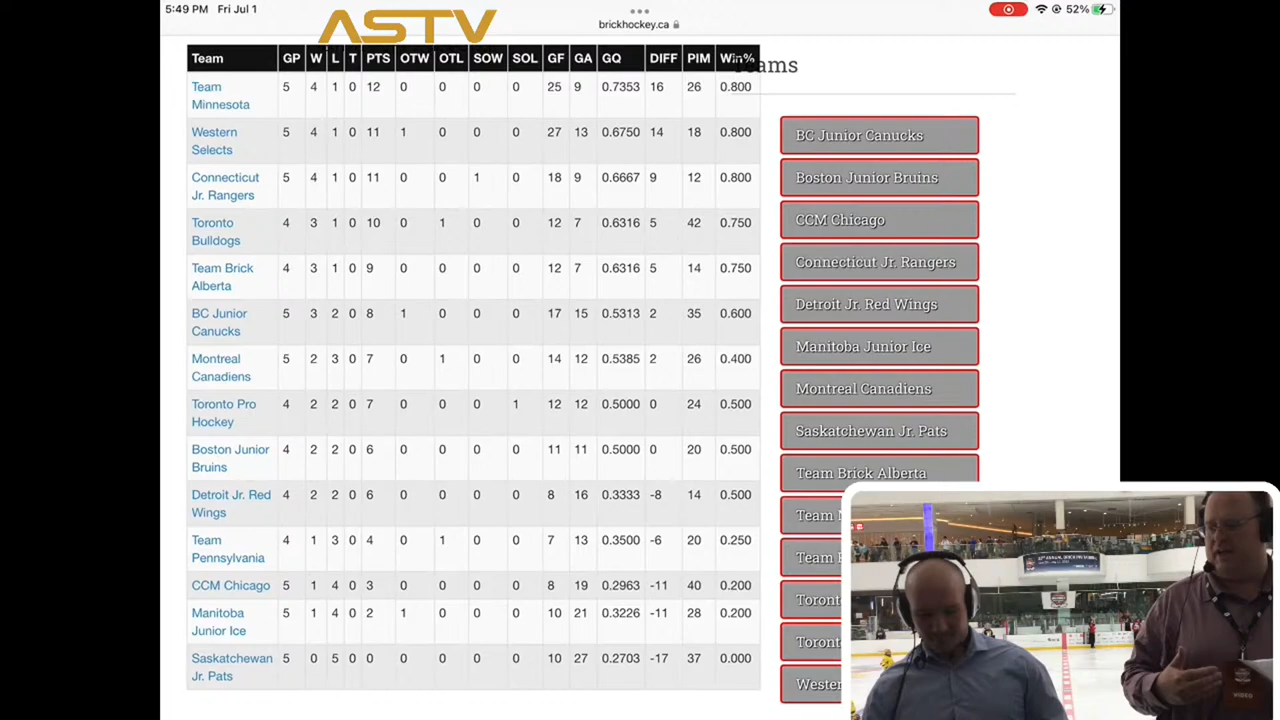 5:49 PM Fri Jul 1
ASTV
brickhockey.ca
52%
Team GP W L T PTS OTW OTL SOW SOL GF GA GQ DIFF PIM Win%
Teams
Team Minnesota 5 4 1 0 12 0 0 0 0 25 9 0.7353 16 26 0.800
Western Selects 5 4 1 0 11 1 0 0 0 27 13 0.6750 14 18 0.800
Connecticut Jr. Rangers 5 4 1 0 11 0 0 1 0 18 9 0.6667 9 12 0.800
Toronto Bulldogs 4 3 1 0 10 0 1 0 0 12 7 0.6316 5 42 0.750
Team Brick Alberta 4 3 1 0 9 0 0 0 0 12 7 0.6316 5 14 0.750
BC Junior Canucks 5 3 2 0 8 1 0 0 0 17 15 0.5313 2 35 0.600
Montreal Canadiens 5 2 3 0 7 0 1 0 0 14 12 0.5385 2 26 0.400
Toronto Pro Hockey 4 2 2 0 7 0 0 0 1 12 12 0.5000 0 24 0.500
Boston Junior Bruins 4 2 2 0 6 0 0 0 0 11 11 0.5000 0 20 0.500
Detroit Jr. Red Wings 4 2 2 0 6 0 0 0 0 8 16 0.3333 -8 14 0.500
Team Pennsylvania 4 1 3 0 4 0 1 0 0 7 13 0.3500 -6 20 0.250
CCM Chicago 5 1 4 0 3 0 0 0 0 8 19 0.2963 -11 40 0.200
Manitoba Junior Ice 5 1 4 0 2 1 0 0 0 10 21 0.3226 -11 28 0.200
Saskatchewan Jr. Pats 5 0 5 0 0 0 0 0 0 10 27 0.2703 -17 37 0.000
BC Junior Canucks
Boston Junior Bruins
CCM Chicago
Connecticut Jr. Rangers
Detroit Jr. Red Wings
Manitoba Junior Ice
Montreal Canadiens
Saskatchewan Jr. Pats
Team Brick Alberta
Team
Team
Toront
Toront
Wester
VIDEO